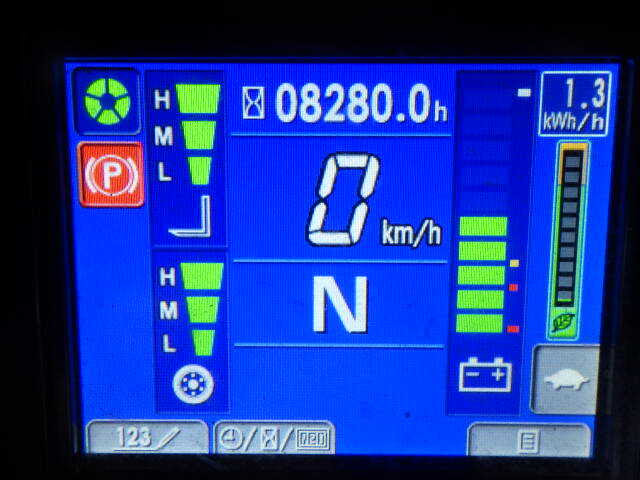 H
M
L
08280.0h
1.3
kWh/h
(P)
0
km/h
H
M
L
N
- +
123
/ /